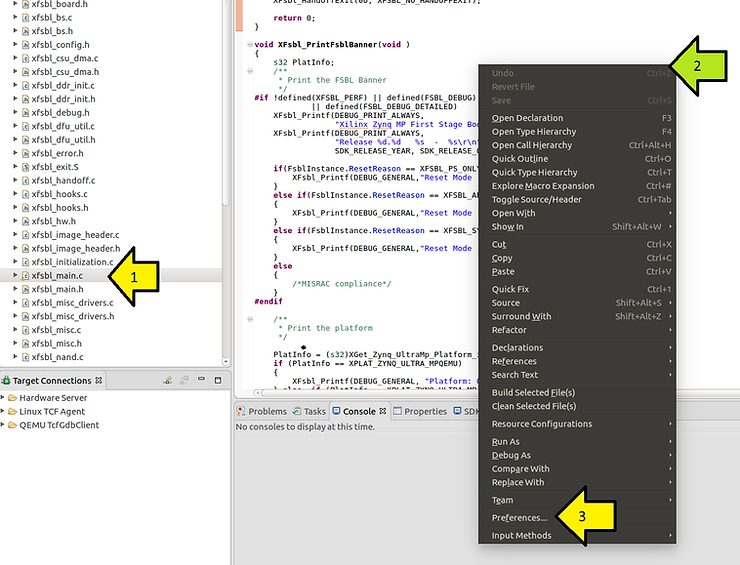 xfsbl_board.h
xfsbl_bs.c
xfsbl_bs.h
xfsbl_config.h
xfsbl_csu_dma.c
xfsbl_csu_dma.h
xfsbl_ddr_init.c
xfsbl_ddr_init.h
xfsbl_debug.h
xfsbl_dfu_util.c
xfsbl_dfu_util.h
xfsbl_error.h
xfsbl_exit.S
xfsbl_handoff.c
xfsbl_hooks.c
xfsbl_hooks.h
xfsbl_hw.h
xfsbl_image_header.c
xfsbl_image_header.h
xfsbl_initialization.c
xfsbl_main.c
xfsbl_main.h
xfsbl_misc_drivers.c
xfsbl_misc_drivers.h
xfsbl_misc.c
xfsbl_misc.h
xfsbl_nand.c
1
Target Connections
Hardware Server
Linux TCF Agent
QEMU TcfGdbClient
XFsbl_HandoffExit(0U, XFSBL_NO_HANDOFFEXIT);
return 0;
}
void XFsbl_PrintFsblBanner(void )
{
s32 PlatInfo;
/**
* Print the FSBL Banner
*/
#if !defined(XFSBL_PERF) || defined(FSBL_DEBUG)
|| defined(FSBL_DEBUG_DETAILED)
XFsbl_Printf(DEBUG_PRINT_ALWAYS,
"Xilinx Zynq MP First Stage Boo
XFsbl_Printf(DEBUG_PRINT_ALWAYS,
"Release %d.%d %s - %s\r\n
SDK_RELEASE_YEAR, SDK_RELEASE_
if(FsblInstance.ResetReason == XFSBL_PS_ONLY
{
XFsbl_Printf(DEBUG_GENERAL,"Reset Mode
}
else if(FsblInstance.ResetReason == XFSBL_A
{
XFsbl_Printf(DEBUG_GENERAL,"Reset Mode
}
else if(FsblInstance.ResetReason == XFSBL_SY
{
XFsbl_Printf(DEBUG_GENERAL,"Reset Mode
}
else
{
/*MISRAC compliance*/
}
#endif
/**
* Print the platform
*/
PlatInfo = (s32)XGet_Zynq_UltraMp_Platform_
if (PlatInfo == XPLAT_ZYNQ_ULTRA_MPQEMU)
{
XFsbl_Printf(DEBUG_GENERAL, "Platform: 
Problems Tasks Console Properties SDK
No consoles to display at this time.
2
Undo Ctrl+Z
Revert File
Save Ctrl+S
Open Declaration F3
Open Type Hierarchy F4
Open Call Hierarchy Ctrl+Alt+H
Quick Outline Ctrl+O
Quick Type Hierarchy Ctrl+T
Explore Macro Expansion Ctrl+#
Toggle Source/Header Ctrl+Tab
Open With
Show In Shift+Alt+W
Cut Ctrl+X
Copy Ctrl+C
Paste Ctrl+V
Quick Fix Ctrl+1
Source Shift+Alt+S
Surround With Shift+Alt+Z
Refactor
Declarations
References
Search Text
Build Selected File(s)
Clean Selected File(s)
Resource Configurations
Run As
Debug As
Compare With
Replace With
Team
Preferences...
3
Input Methods